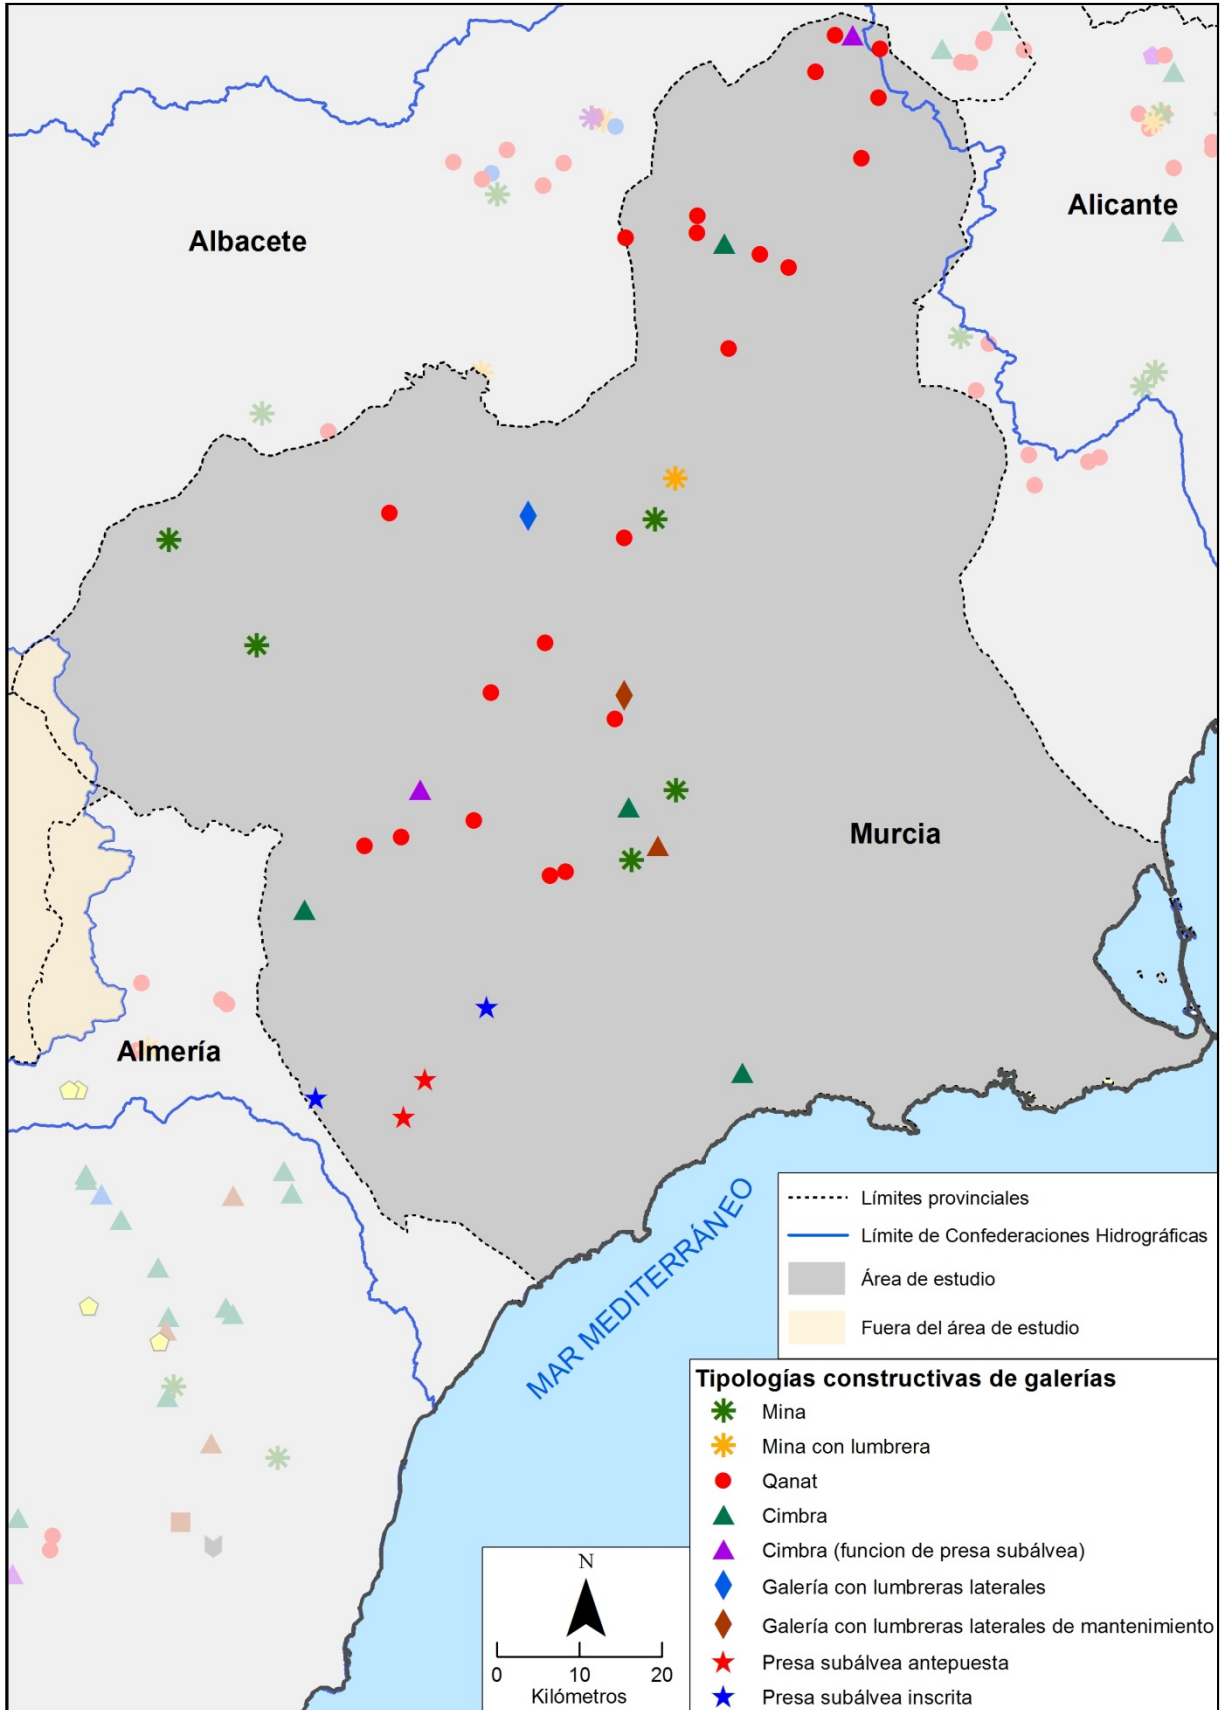 Albacete
Alicante
Murcia
Almería
MAR MEDITERRÁNEO
Límites provinciales
Límite de Confederaciones Hidrográficas
Área de estudio
Fuera del área de estudio
Tipologías constructivas de galerías
Mina
Mina con lumbrera
Qanat
Cimbra
Cimbra (funcion de presa subálvea)
Galería con lumbreras laterales
Galería con lumbreras laterales de mantenimiento
Presa subálvea antepuesta
Presa subálvea inscrita
N
0 10 20
Kilómetros